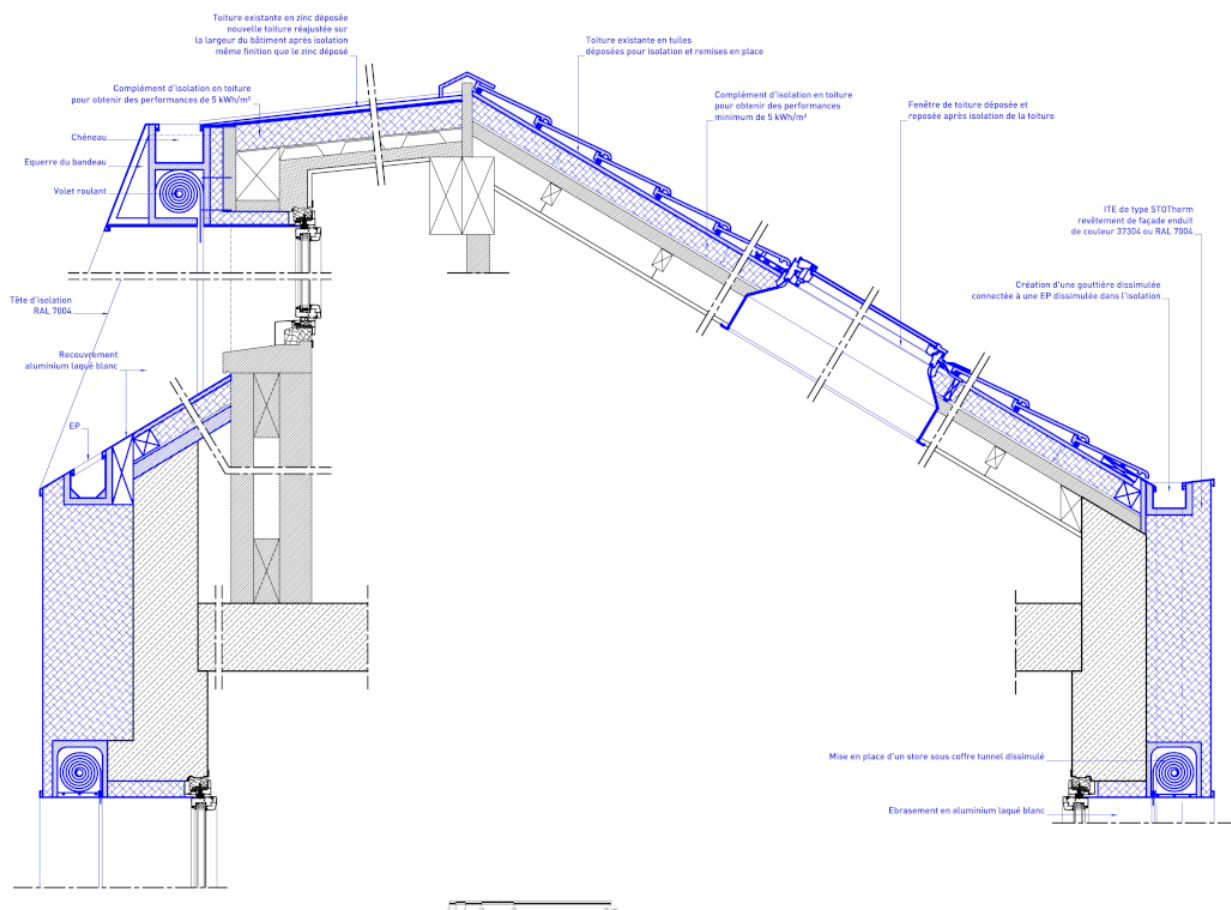 Toiture existante en zinc déposée
nouvelle toiture réajustée sur
la largeur du bâtiment après isolation
même finition que le zinc déposé
Toiture existante en tuiles
déposées pour isolation et remises en place
Complément d'isolation en toiture
pour obtenir des performances de 5 kWh/m²
Complément d'isolation en toiture
pour obtenir des performances
minimum de 5 kWh/m²
Fenêtre de toiture déposée et
reposée après isolation de la toiture
Chéneau
Equerre du bandeau
Volet roulant
ITE de type STOTherm
revêtement de façade enduit
de couleur 37304 ou RAL 7004
Création d'une gouttière dissimulée
connectée à une EP dissimulée dans l'isolation
Tête d'isolation
RAL 7004
Recouvrement
aluminium laqué blanc
EP
Mise en place d'un store sous coffre tunnel dissimulé
Ebrasement en aluminium laqué blanc